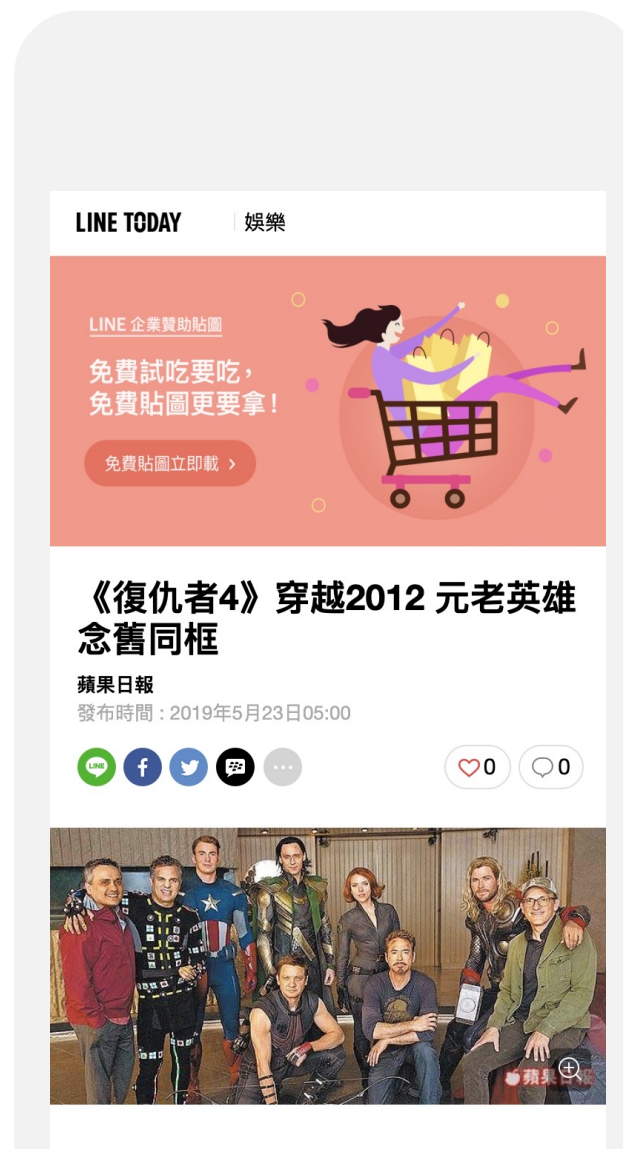 LINE TODAY
娛樂
LINE 企業贊助貼圖
免費試吃要吃，
免費貼圖更要拿！
免費貼圖立即載 ›
《復仇者4》穿越2012 元老英雄
念舊同框
蘋果日報
發布時間 : 2019年5月23日05:00
LINE
0
0
蘋果日報